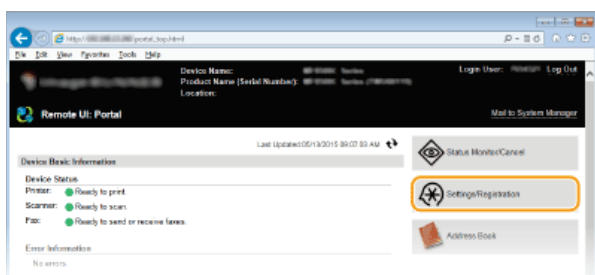 http:// portal_top.html
File Edit View Favorites Tools Help
Device Name: Series
Product Name (Serial Number): Series
Location:
Login User: Log Out
Remote UI: Portal
Mail to System Manager
Last Updated:05/13/2015 09:07:03 AM
Device Basic Information
Device Status
Printer: Ready to print.
Scanner: Ready to scan.
Fax: Ready to send or receive faxes.
Error Information
No errors.
Status Monitor/Cancel
Settings/Registration
Address Book